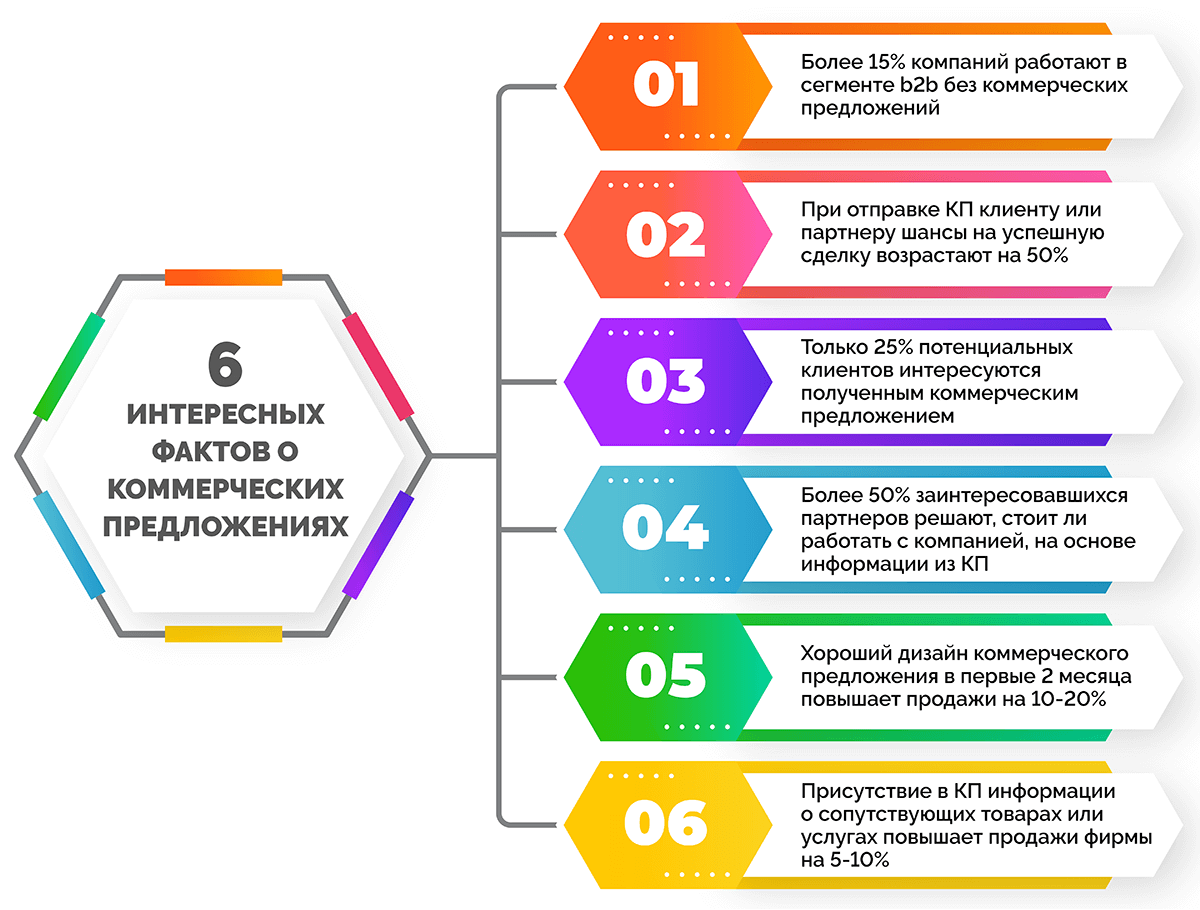 6
ИНТЕРЕСНЫХ
ФАКТОВ О
КОММЕРЧЕСКИХ
ПРЕДЛОЖЕНИЯХ
01
Более 15% компаний работают в
сегменте b2b без коммерческих
предложений
02
При отправке КП клиенту или
партнеру шансы на успешную
сделку возрастают на 50%
03
Только 25% потенциальных
клиентов интересуются
полученным коммерческим
предложением
04
Более 50% заинтересовавшихся
партнеров решают, стоит ли
работать с компанией, на основе
информации из КП
05
Хороший дизайн коммерческого
предложения в первые 2 месяца
повышает продажи на 10-20%
06
Присутствие в КП информации
о сопутствующих товарах или
услугах повышает продажи фирмы
на 5-10%